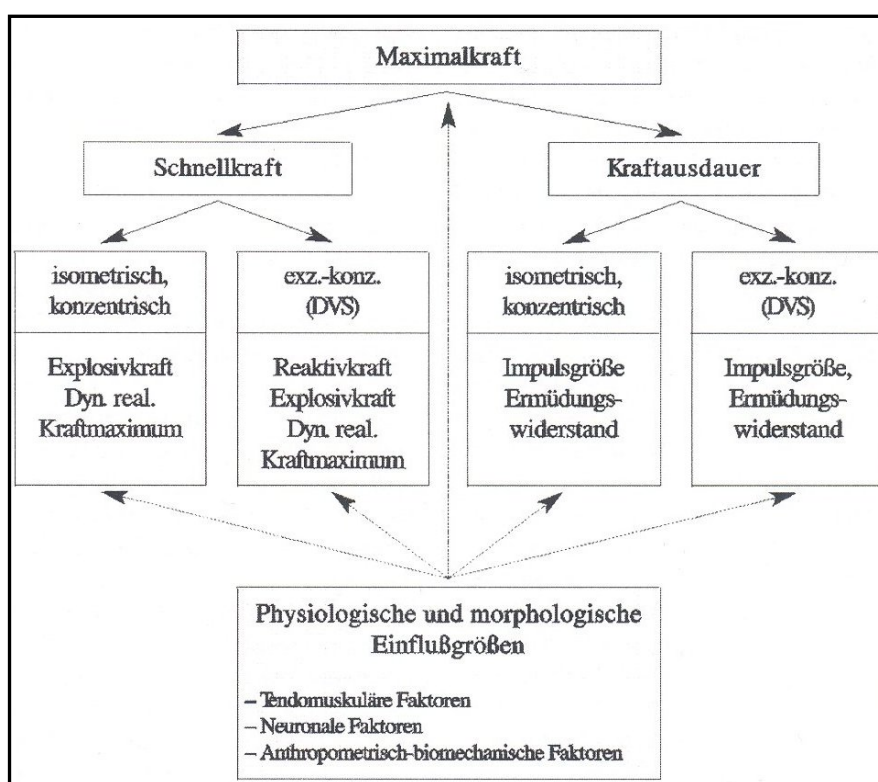 Maximalkraft
Schnellkraft
Kraftausdauer
isometrisch,
konzentrisch
Explosivkraft
Dyn. real.
Kraftmaximum
exz.-konz.
(DVS)
Reaktivkraft
Explosivkraft
Dyn. real.
Kraftmaximum
isometrisch,
konzentrisch
Impulsgröße
Ermüdungs-
widerstand
exz.-konz.
(DVS)
Impulsgröße,
Ermüdungs-
widerstand
Physiologische und morphologische
Einflußgrößen
– Tendomuskuläre Faktoren
– Neuronale Faktoren
– Anthropometrisch-biomechanische Faktoren